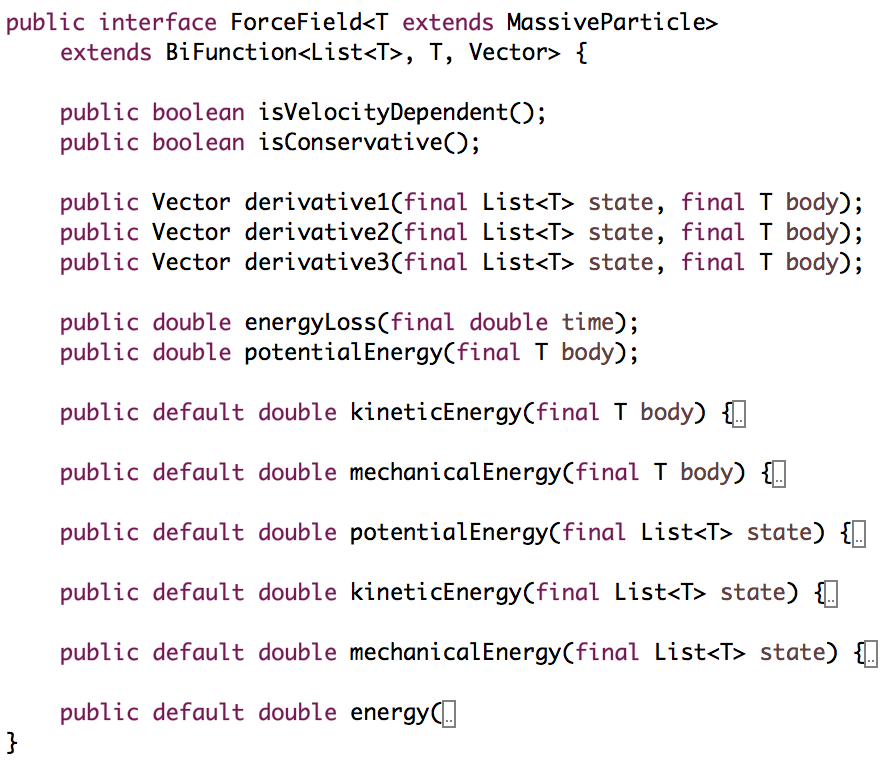 public interface ForceField<T extends MassiveParticle>
extends BiFunction<List<T>, T, Vector> {
public boolean isVelocityDependent();
public boolean isConservative();
public Vector derivative1(final List<T> state, final T body);
public Vector derivative2(final List<T> state, final T body);
public Vector derivative3(final List<T> state, final T body);
public double energyLoss(final double time);
public double potentialEnergy(final T body);
public default double kineticEnergy(final T body) {..
public default double mechanicalEnergy(final T body) {..
public default double potentialEnergy(final List<T> state) {..
public default double kineticEnergy(final List<T> state) {..
public default double mechanicalEnergy(final List<T> state) {..
public default double energy(..
}